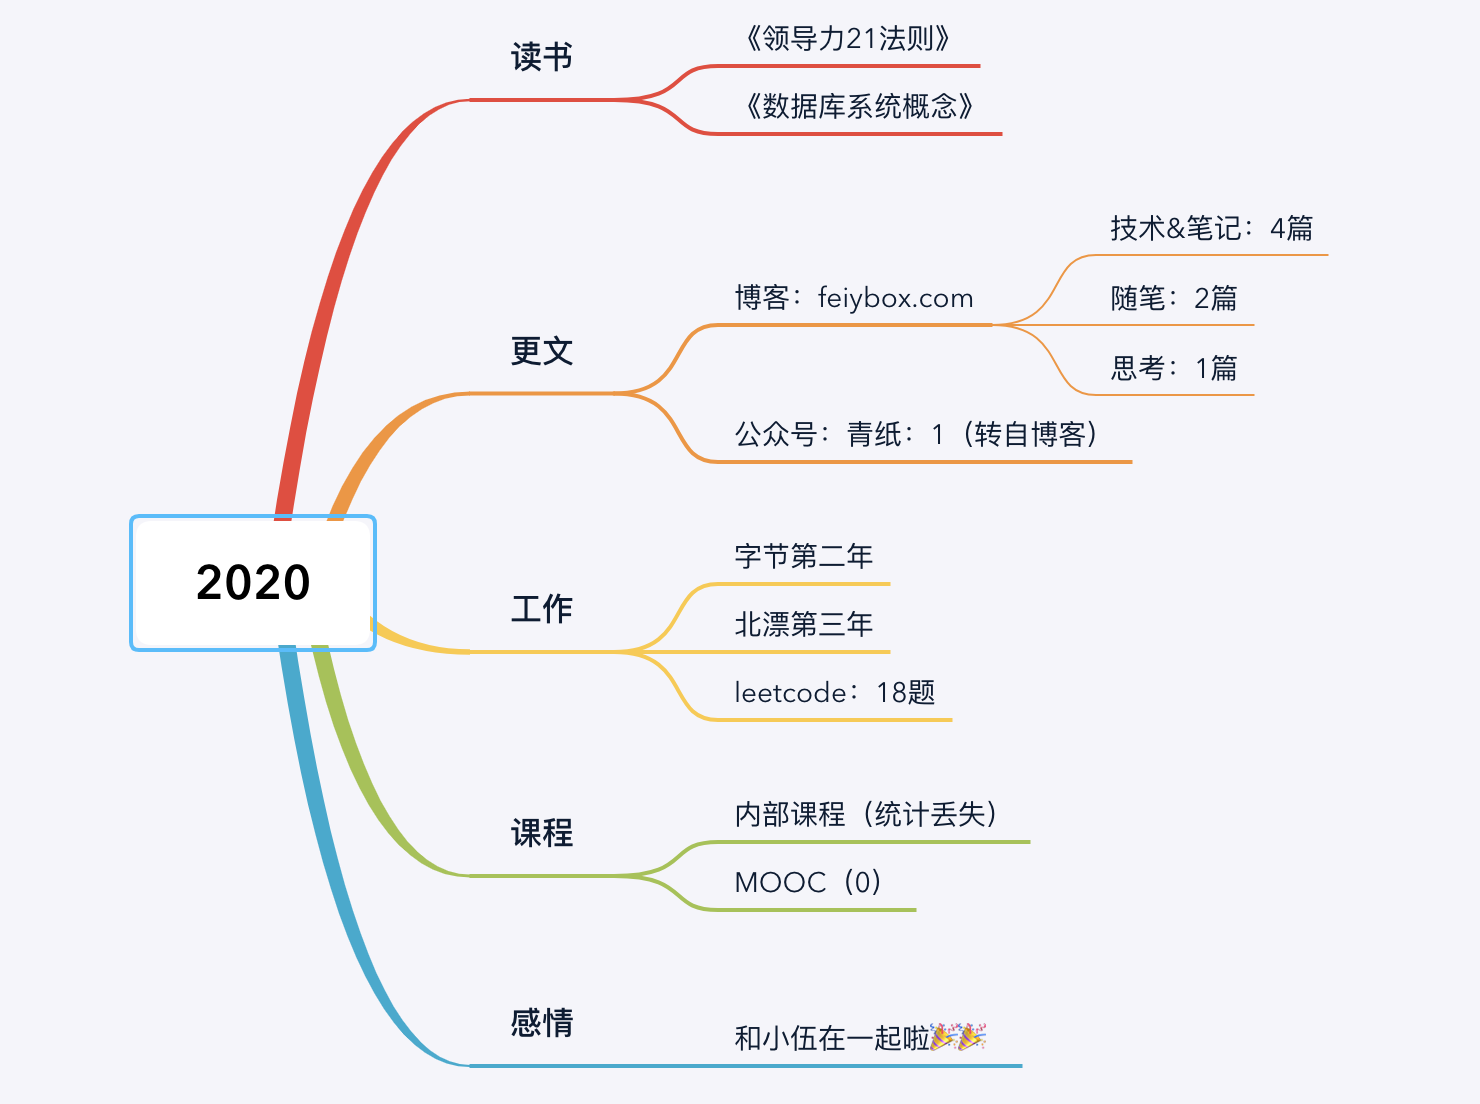 2020
读书
《领导力21法则》
《数据库系统概念》
更文
博客：feiybox.com
技术&笔记：4篇
随笔：2篇
思考：1篇
公众号：青纸：1（转自博客）
工作
字节第二年
北漂第三年
leetcode：18题
课程
内部课程（统计丢失）
MOOC（0）
感情
和小伍在一起啦🎉🎉